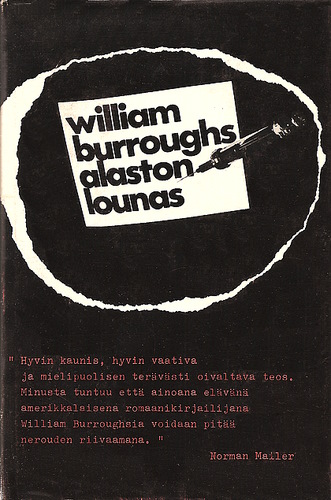 william
burroughs
alaston
lounas
" Hyvin kaunis, hyvin vaativa
ja mielipuolisen terävästi oivaltava teos.
Minusta tuntuu että ainoana elävänä
amerikkalaisena romaanikirjailijana
William Burroughsia voidaan pitää
nerouden riivaamana. "
Norman Mailer